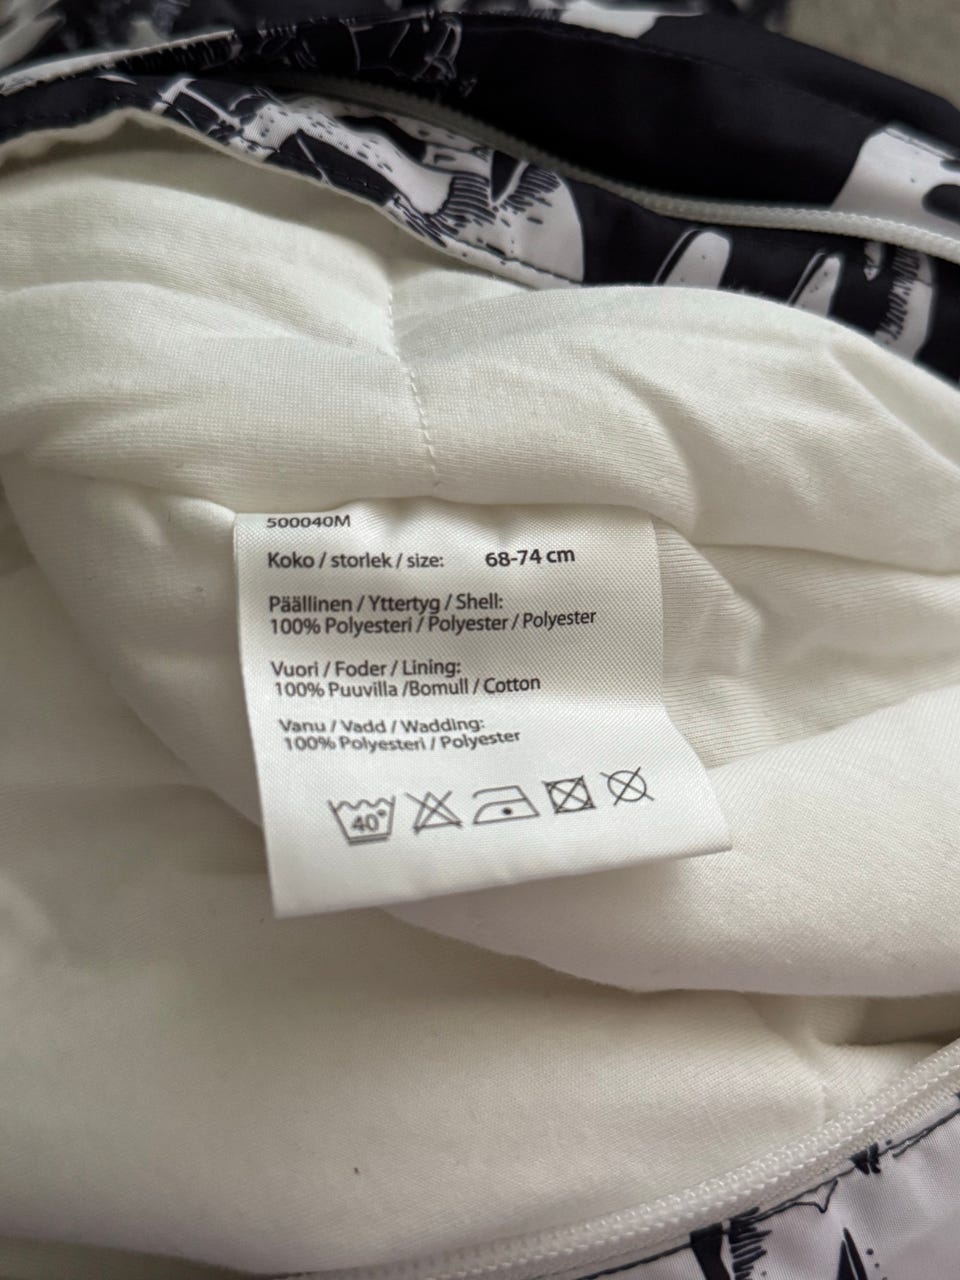 500040M
Koko / storlek / size: 68-74 cm
Päällinen / Yttertyg / Shell:
100% Polyesteri / Polyester / Polyester
Vuori / Foder / Lining:
100% Puuvilla /Bomull / Cotton
Vanu / Vadd / Wadding:
100% Polyesteri / Polyester
40°